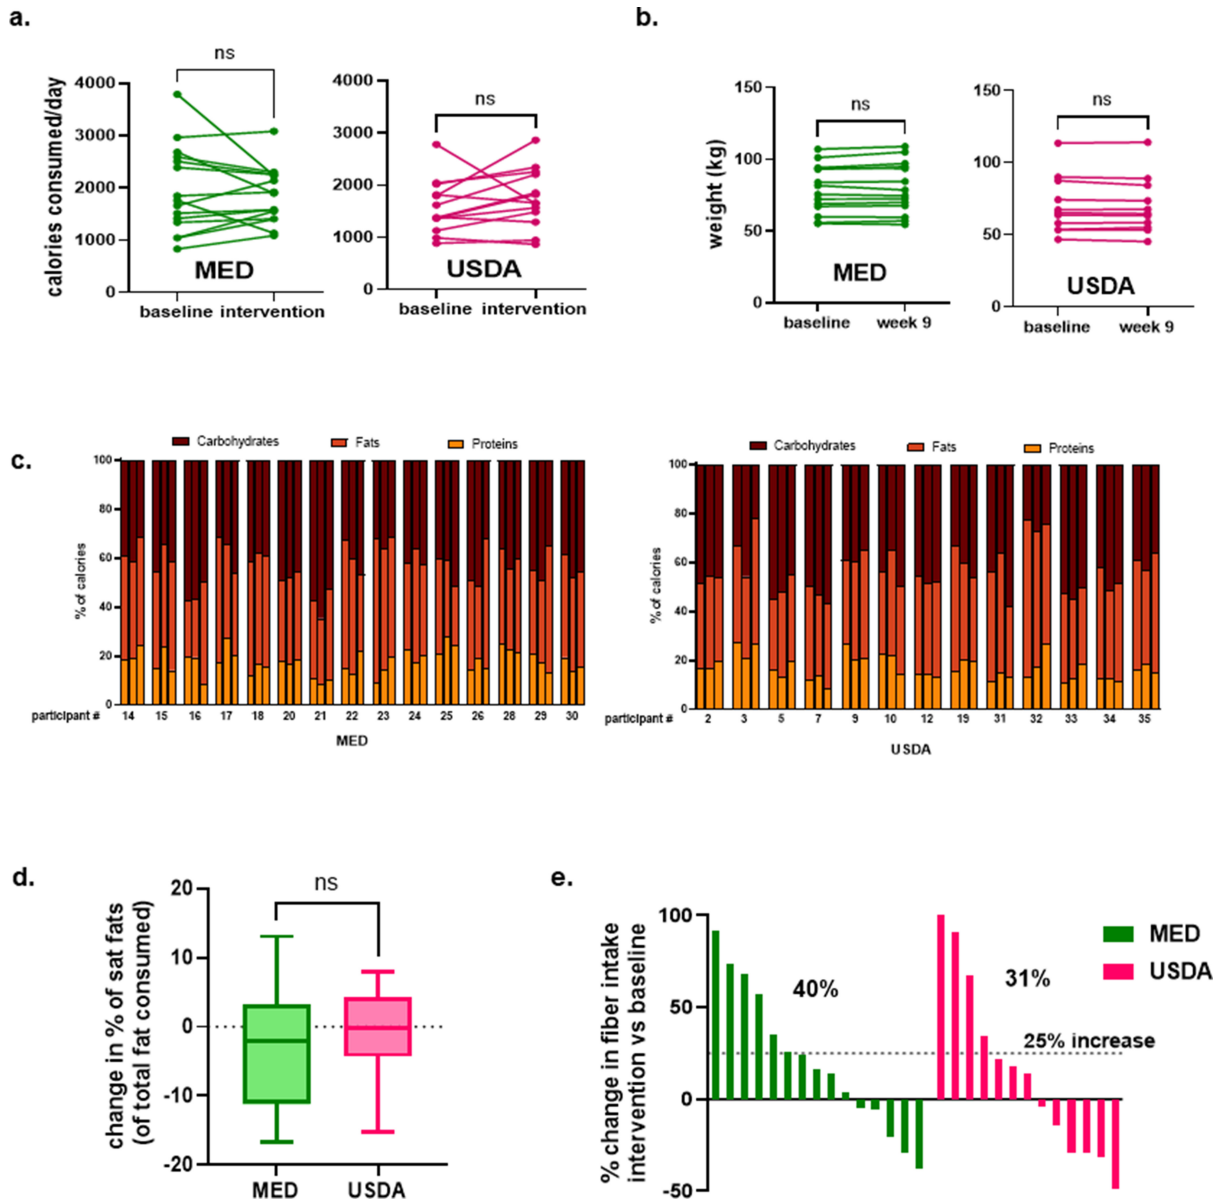 a.
calories consumed/day
ns
4000
3000
2000
1000
0
MED
baseline intervention
ns
4000
3000
2000
1000
0
USDA
baseline intervention
b.
weight (kg)
ns
150
100
50
0
MED
baseline week 9
ns
150
100
50
0
USDA
baseline week 9
c.
Carbohydrates Fats Proteins
% of calories
100
80
60
40
20
0
participant # 14 15 16 17 18 20 21 22 23 24 25 26 28 29 30
MED
Carbohydrates Fats Proteins
% of calories
100
80
60
40
20
0
participant # 2 3 5 7 9 10 12 19 31 32 33 34 35
USDA
d.
change in % of sat fats
(of total fat consumed)
ns
20
10
0
-10
-20
MED USDA
e.
% change in fiber intake
intervention vs baseline
100
50
0
-50
40%
31%
25% increase
MED
USDA